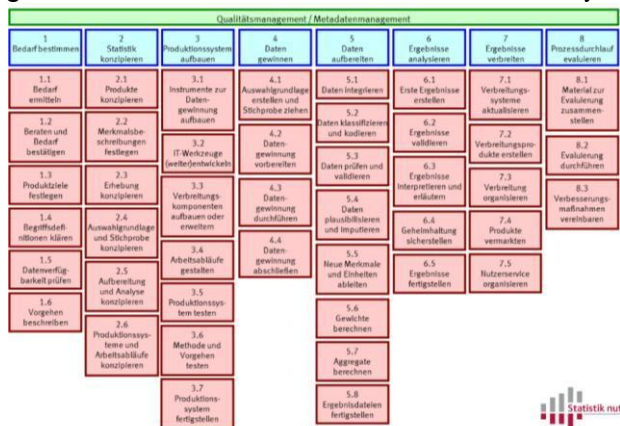 Qualitätsmanagement / Metadatenmanagement
1
Bedarf bestimmen
2
Statistik
konzipieren
3
Produktionssystem
aufbauen
4
Daten
gewinnen
5
Daten
aufbereiten
6
Ergebnisse
analysieren
7
Ergebnisse
verbreiten
8
Prozessdurchlauf
evaluieren
1.1
Bedarf
ermitteln
1.2
Beraten und
Bedarf
bestätigen
1.3
Produktziele
festlegen
1.4
Begriffsdefi-
nitionen klären
1.5
Datenverfüg-
barkeit prüfen
1.6
Vorgehen
beschreiben
2.1
Produkte
konzipieren
2.2
Merkmalsbe-
schreibungen
festlegen
2.3
Erhebung
konzipieren
2.4
Auswahlgrundlage
und Stichprobe
konzipieren
2.5
Aufbereitung
und Analyse
konzipieren
2.6
Produktionssys-
teme und
Arbeitsabläufe
konzipieren
3.1
Instrumente zur
Daten-
gewinnung
aufbauen
3.2
IT-Werkzeuge
(weiter)entwickeln
3.3
Verbreitungs-
komponenten
aufbauen oder
erweitern
3.4
Arbeitsabläufe
gestalten
3.5
Produktionssys-
tem testen
3.6
Methode und
Vorgehen
testen
3.7
Produktions-
system
fertigstellen
4.1
Auswahlgrundlage
erstellen und
Stichprobe ziehen
4.2
Daten-
gewinnung
vorbereiten
4.3
Daten-
gewinnung
durchführen
4.4
Daten-
gewinnung
abschließen
5.1
Daten integrieren
5.2
Daten klassifizieren
und kodieren
5.3
Daten prüfen und
validieren
5.4
Daten
plausibilisieren
und imputieren
5.5
Neue Merkmale
und Einheiten
ableiten
5.6
Gewichte
berechnen
5.7
Aggregate
berechnen
5.8
Ergebnisdateien
fertigstellen
6.1
Erste Ergebnisse
erstellen
6.2
Ergebnisse
validieren
6.3
Ergebnisse
interpretieren und
erläutern
6.4
Geheimhaltung
sicherstellen
6.5
Ergebnisse
fertigstellen
7.1
Verbreitungs-
systeme
aktualisieren
7.2
Verbreitungspro-
dukte erstellen
7.3
Verbreitung
organisieren
7.4
Produkte
vermarkten
7.5
Nutzerservice
organisieren
8.1
Material zur
Evaluierung
zusammen-
stellen
8.2
Evaluierung
durchführen
8.3
Verbesserungs-
maßnahmen
vereinbaren
Statistik nut